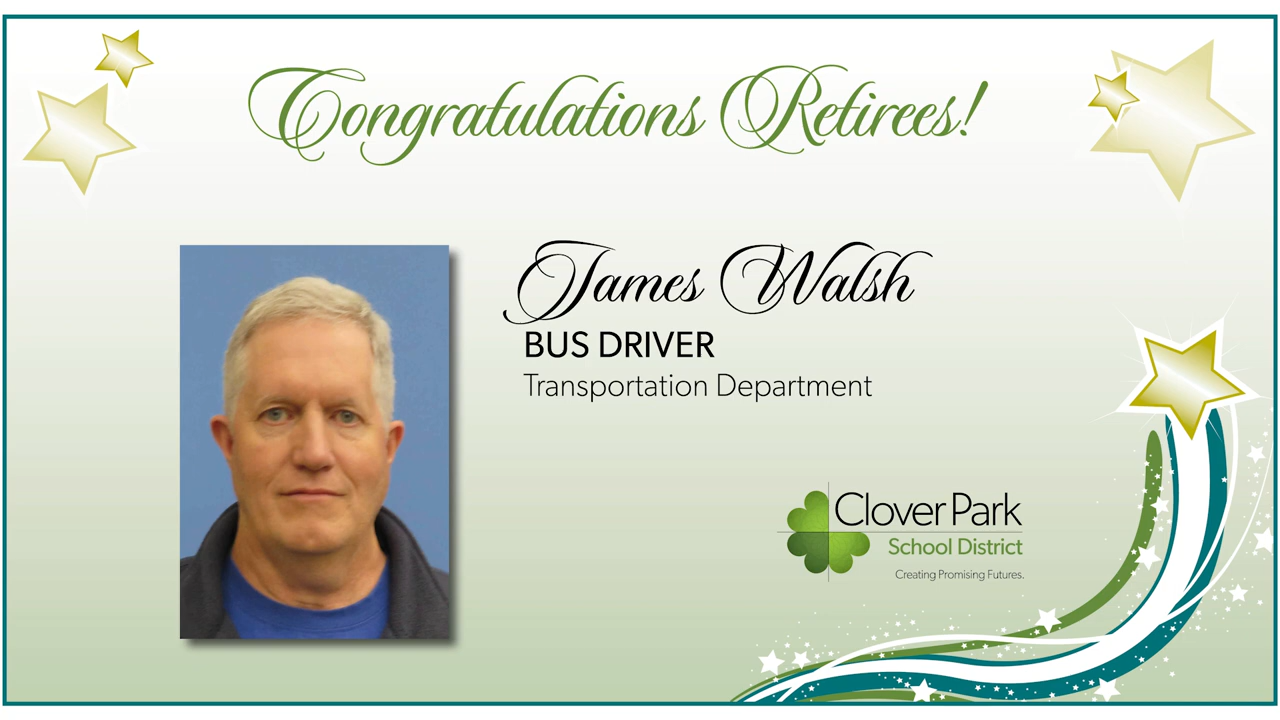 Congratulations Retirees!
James Walsh
BUS DRIVER
Transportation Department
Clover Park
School District
Creating Promising Futures.